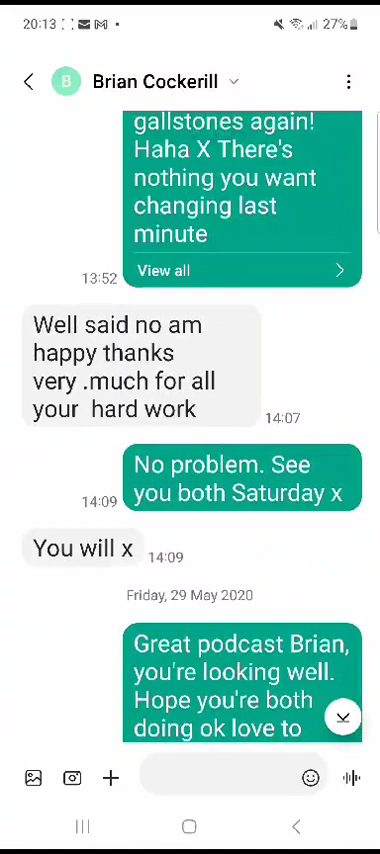 20:13
27%
B Brian Cockerill
gallstones again!
Haha X There's
nothing you want
changing last
minute
View all
13:52
Well said no am
happy thanks
very .much for all
your hard work
14:07
No problem. See
you both Saturday x
14:09
You will x
14:09
Friday, 29 May 2020
Great podcast Brian,
you're looking well.
Hope you're both
doing ok love to